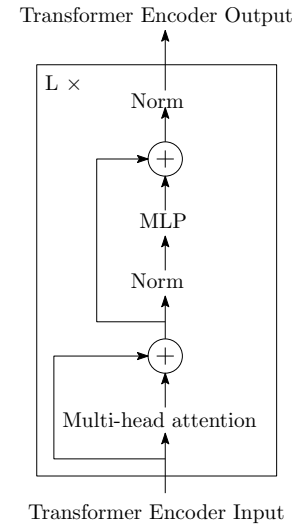 Transformer Encoder Output
L ×
Norm
+
MLP
Norm
+
Multi-head attention
Transformer Encoder Input